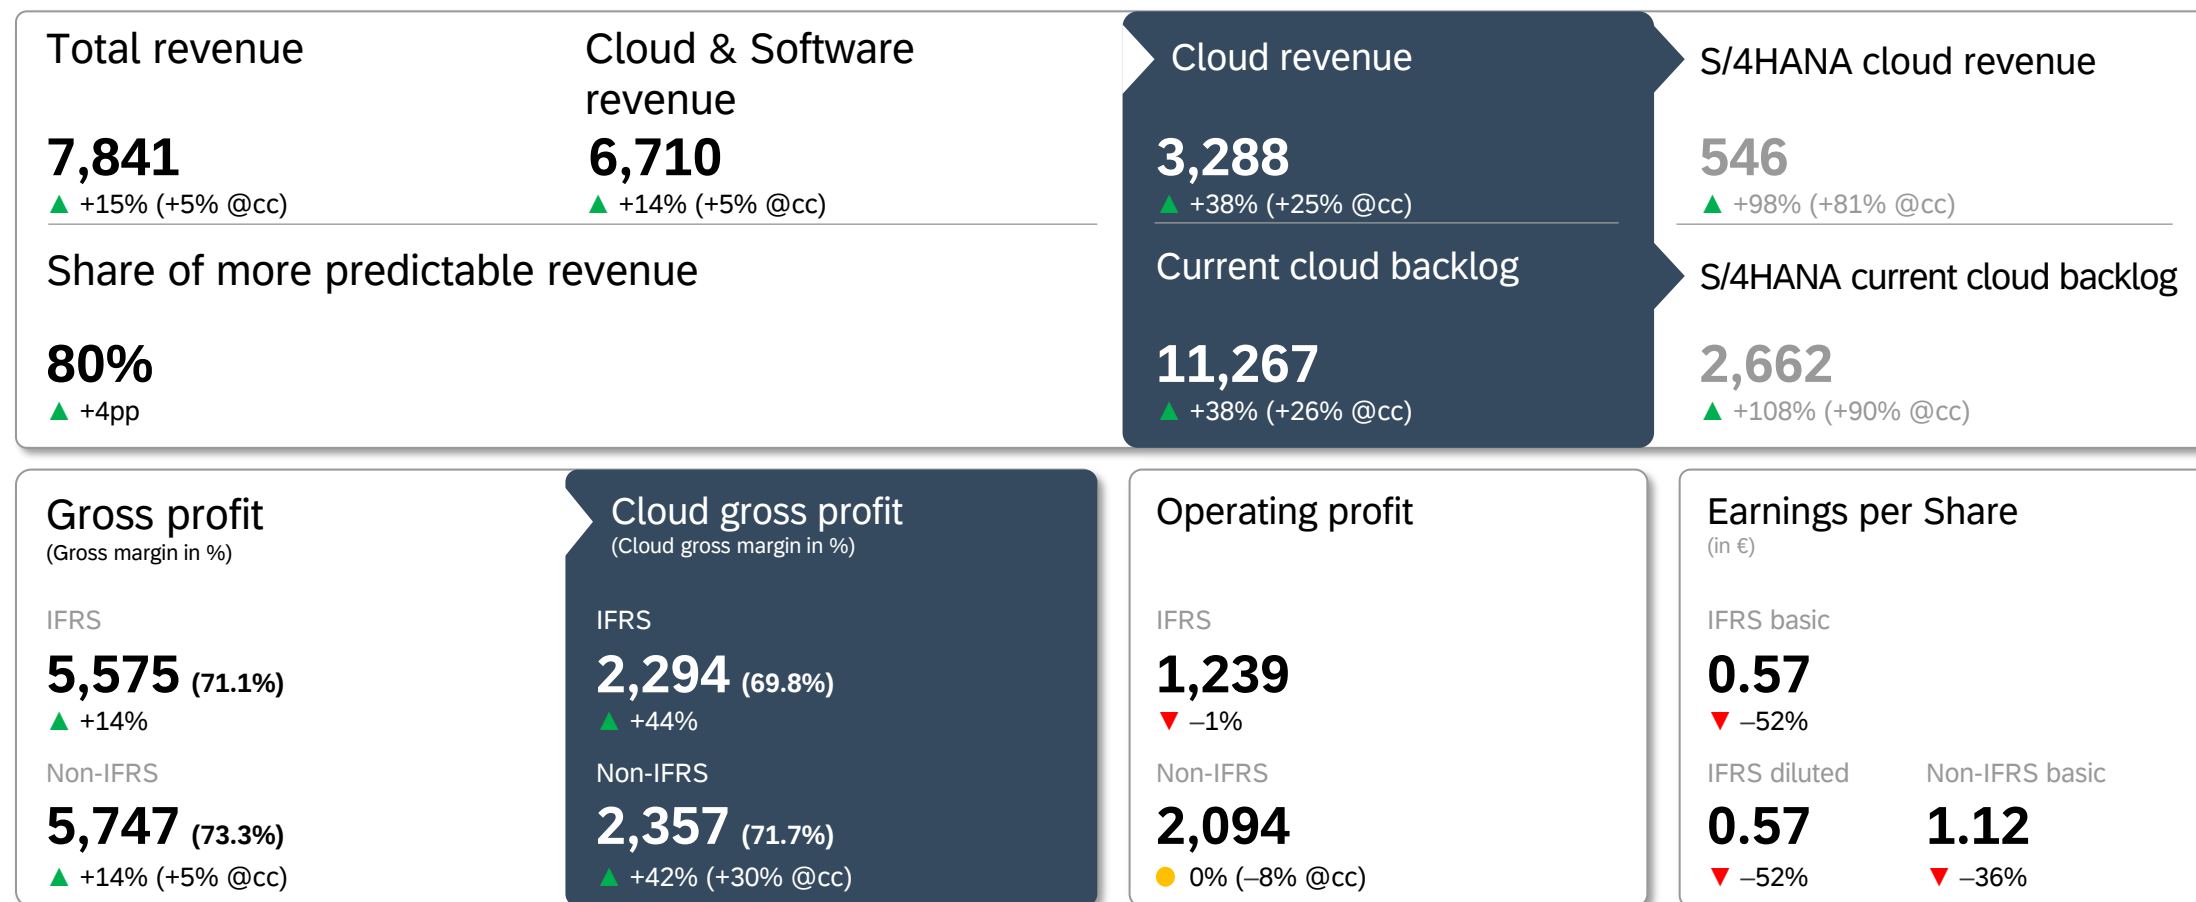 Total revenue
7,841
▲ +15% (+5% @cc)
Cloud & Software
revenue
6,710
▲ +14% (+5% @cc)
Share of more predictable revenue
80%
▲ +4pp
Cloud revenue
3,288
▲ +38% (+25% @cc)
Current cloud backlog
11,267
▲ +38% (+26% @cc)
S/4HANA cloud revenue
546
▲ +98% (+81% @cc)
S/4HANA current cloud backlog
2,662
▲ +108% (+90% @cc)
Gross profit
(Gross margin in %)
IFRS
5,575 (71.1%)
▲ +14%
Non-IFRS
5,747 (73.3%)
▲ +14% (+5% @cc)
Cloud gross profit
(Cloud gross margin in %)
IFRS
2,294 (69.8%)
▲ +44%
Non-IFRS
2,357 (71.7%)
▲ +42% (+30% @cc)
Operating profit
IFRS
1,239
▼ –1%
Non-IFRS
2,094
0% (–8% @cc)
Earnings per Share
(in €)
IFRS basic
0.57
▼ –52%
IFRS diluted
0.57
▼ –52%
Non-IFRS basic
1.12
▼ –36%